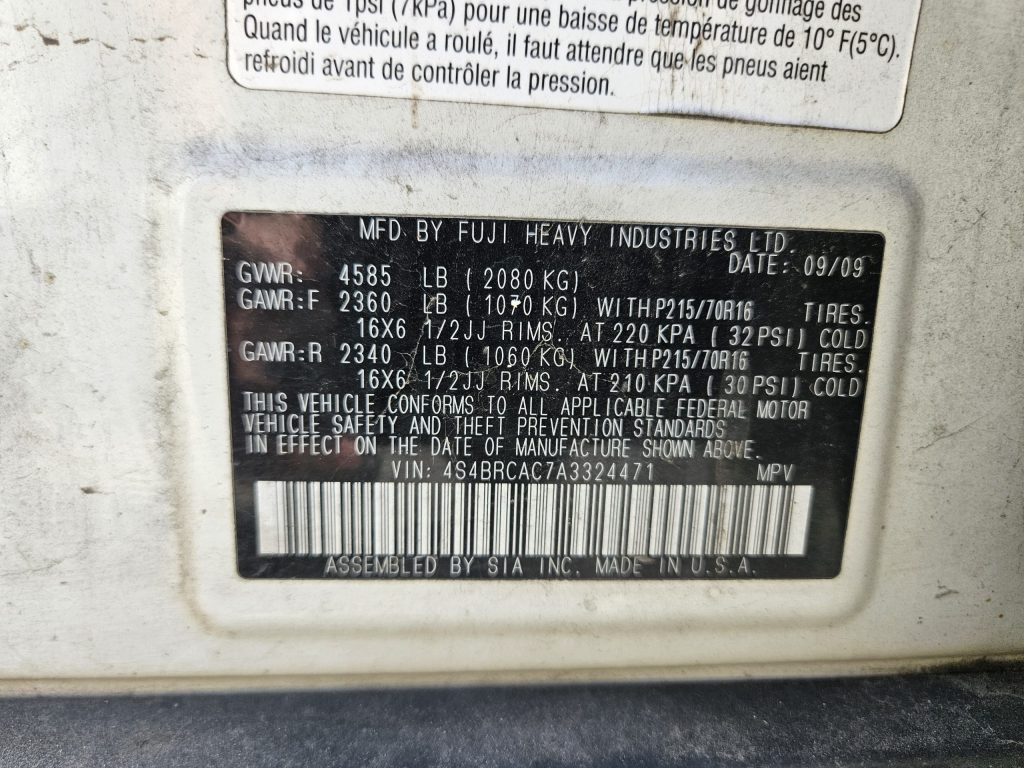 pneus de 1psi (7kPa) pour une baisse de température de 10° F(5°C).
Quand le véhicule a roulé, il faut attendre que les pneus aient
refroidi avant de contrôler la pression.
MFD BY FUJI HEAVY INDUSTRIES LTD.
DATE: 09/09
GVWR: 4585 LB ( 2080 KG)
GAWR:F 2360 LB ( 1070 KG) WITH P215/70R16 TIRES.
16X6 1/2JJ RIMS. AT 220 KPA ( 32 PSI) COLD
GAWR:R 2340 LB ( 1060 KG) WITH P215/70R16 TIRES.
16X6 1/2JJ RIMS. AT 210 KPA ( 30 PSI) COLD
THIS VEHICLE CONFORMS TO ALL APPLICABLE FEDERAL MOTOR
VEHICLE SAFETY AND THEFT PREVENTION STANDARDS
IN EFFECT ON THE DATE OF MANUFACTURE SHOWN ABOVE.
VIN: 4S4BRCAC7A3324471 MPV
ASSEMBLED BY SIA INC. MADE IN U.S.A.